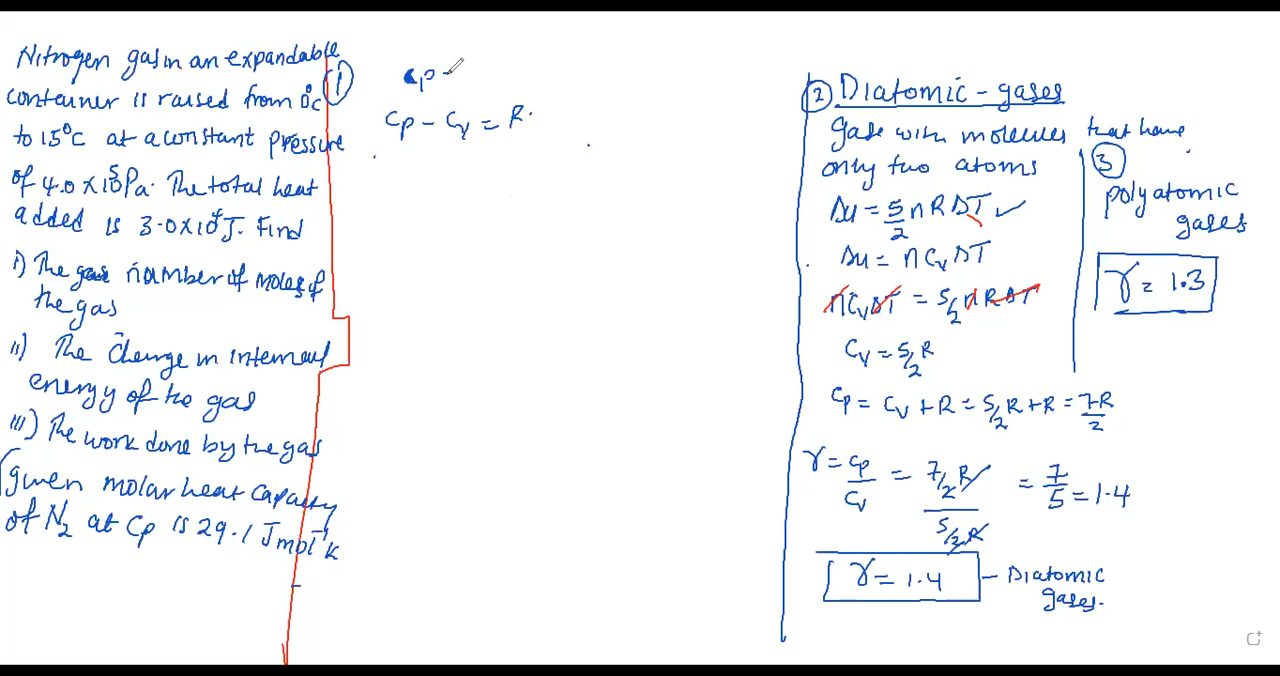 Nitrogen gas in an expandable
container is raised from 0°C
to 15°C at a constant pressure
of 4.0 x 10⁵Pa. The total heat
added is 3.0 x 10⁴J. Find
i) The gas number of moles of
the gas
ii) The Change in internal
energy of the gas
iii) The work done by the gas
Given molar heat capacity
of N₂ at Cp is 29.1 Jmol⁻¹K
①
Cp -
Cp - Cv = R.
② Diatomic - gases
gase with molecules that have
only two atoms
Δu = 5/2 nRΔT ✓
Δu = nCvΔT
nCvΔT = 5/2 nRΔT
Cv = 5/2 R
Cp = Cv + R = 5/2 R + R = 7R/2
γ = Cp/Cv = 7/2 R / 5/2 R = 7/5 = 1.4
γ = 1.4 – Diatomic
gases.
③
polyatomic
gases
γ = 1.3